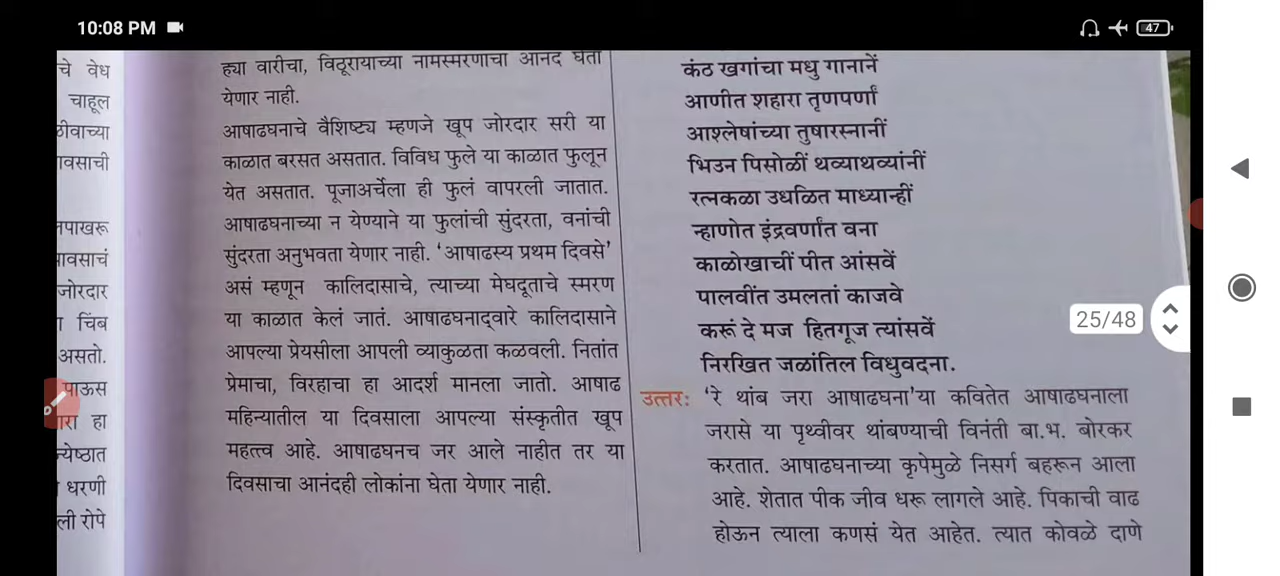 10:08 PM
47
चे वेध
चाहूल
ठीवाच्या
पावसाची
नपाखरू
पावसाचं
जोरदार
ा चिंब
असतो.
पाऊस
ारा हा
न्येष्ठात
धरणी
ली रोपे
ह्या वारीचा, विठूरायाच्या नामस्मरणाचा आनंद घेता
येणार नाही.
आषाढघनाचे वैशिष्ट्य म्हणजे खूप जोरदार सरी या
काळात बरसत असतात. विविध फुले या काळात फुलून
येत असतात. पूजाअर्चेला ही फुलं वापरली जातात.
आषाढघनाच्या न येण्याने या फुलांची सुंदरता, वनांची
सुंदरता अनुभवता येणार नाही. ‘आषाढस्य प्रथम दिवसे’
असं म्हणून कालिदासाचे, त्याच्या मेघदूताचे स्मरण
या काळात केलं जातं. आषाढघनाद्वारे कालिदासाने
आपल्या प्रेयसीला आपली व्याकुळता कळवली. नितांत
प्रेमाचा, विरहाचा हा आदर्श मानला जातो. आषाढ
महिन्यातील या दिवसाला आपल्या संस्कृतीत खूप
महत्त्व आहे. आषाढघनच जर आले नाहीत तर या
दिवसाचा आनंदही लोकांना घेता येणार नाही.
कंठ खगांचा मधु गानानें
आणीत शहारा तृणपर्णां
आश्लेषांच्या तुषारस्नानीं
भिउन पिसोळीं थव्याथव्यांनीं
रत्नकळा उधळित माध्यान्हीं
न्हाणोत इंद्रवर्णांत वना
काळोखाचीं पीत आंसवें
पालवींत उमलतां काजवे
करूं दे मज हितगूज त्यांसवें
निरखित जळांतिल विधुवदना.
उत्तर: ‘रे थांब जरा आषाढघना’या कवितेत आषाढघनाला
जरासे या पृथ्वीवर थांबण्याची विनंती बा.भ. बोरकर
करतात. आषाढघनाच्या कृपेमुळे निसर्ग बहरून आला
आहे. शेतात पीक जीव धरू लागले आहे. पिकाची वाढ
होऊन त्याला कणसं येत आहेत. त्यात कोवळे दाणे
25/48